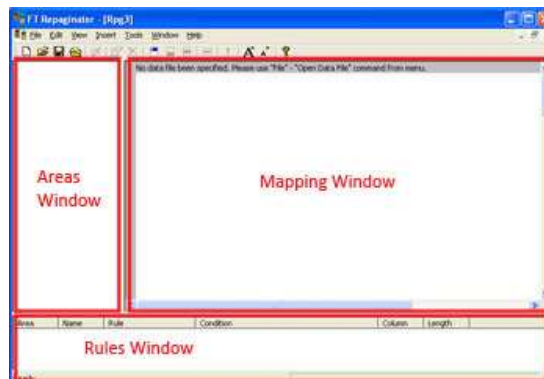 FT Repaginator - [Rpg3]
File Edit View Insert Tools Window Help
No data file been specified. Please use "File" - "Open Data File" command from menu.
Areas
Window
Mapping Window
Area Name Rule Condition Column Length
Rules Window